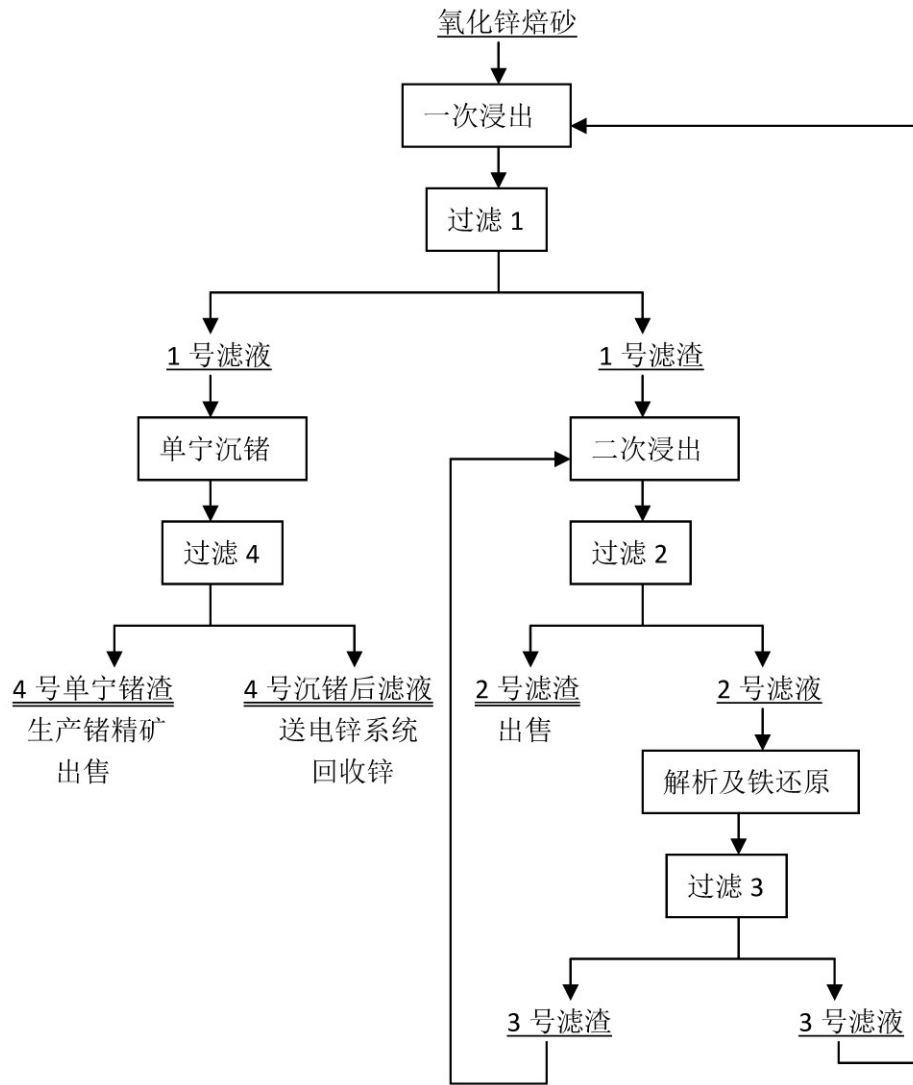 氧化锌焙砂
一次浸出
过滤 1
1 号滤液
1 号滤渣
单宁沉锗
二次浸出
过滤 4
过滤 2
4 号单宁锗渣
生产锗精矿
出售
4 号沉锗后滤液
送电锌系统
回收锌
2 号滤渣
出售
2 号滤液
解析及铁还原
过滤 3
3 号滤渣
3 号滤液